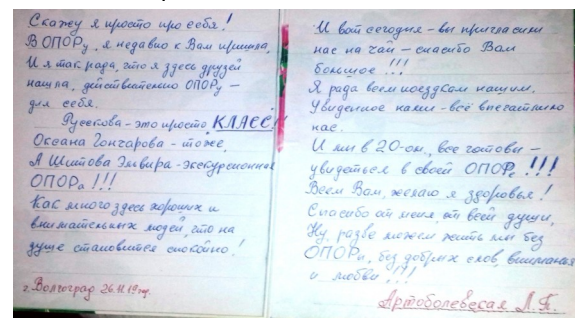 Скажу я просто про себя!
В ОПОРу, я недавно к Вам пришла,
И я так рада, что я здесь друзей
нашла, действительно ОПОРу –
для себя.
Русекова – это просто КЛАСС!
Оксана Гончарова – тоже,
А Шитова Эльвира – экскурсионная
ОПОРа!!!
Как много здесь хороших и
внимательных людей, что на
душе становится спокойно!
г. Волгоград 26.11.19 год.
И вот сегодня – вы пригласили
нас на чай – спасибо Вам
большое!!!
Я рада всем поездкам нашим,
Увиденное нами – всё впечатлило
нас.
И мы в 20-ом, все готовы –
увидеться в своей ОПОРе!!!
Всем Вам, желаю я здоровья!
Спасибо от меня, от всей души,
Ну, разве можем жить мы без
ОПОРы, без добрых слов, вниманья
и любви!!!
Артоболевская Л.П.